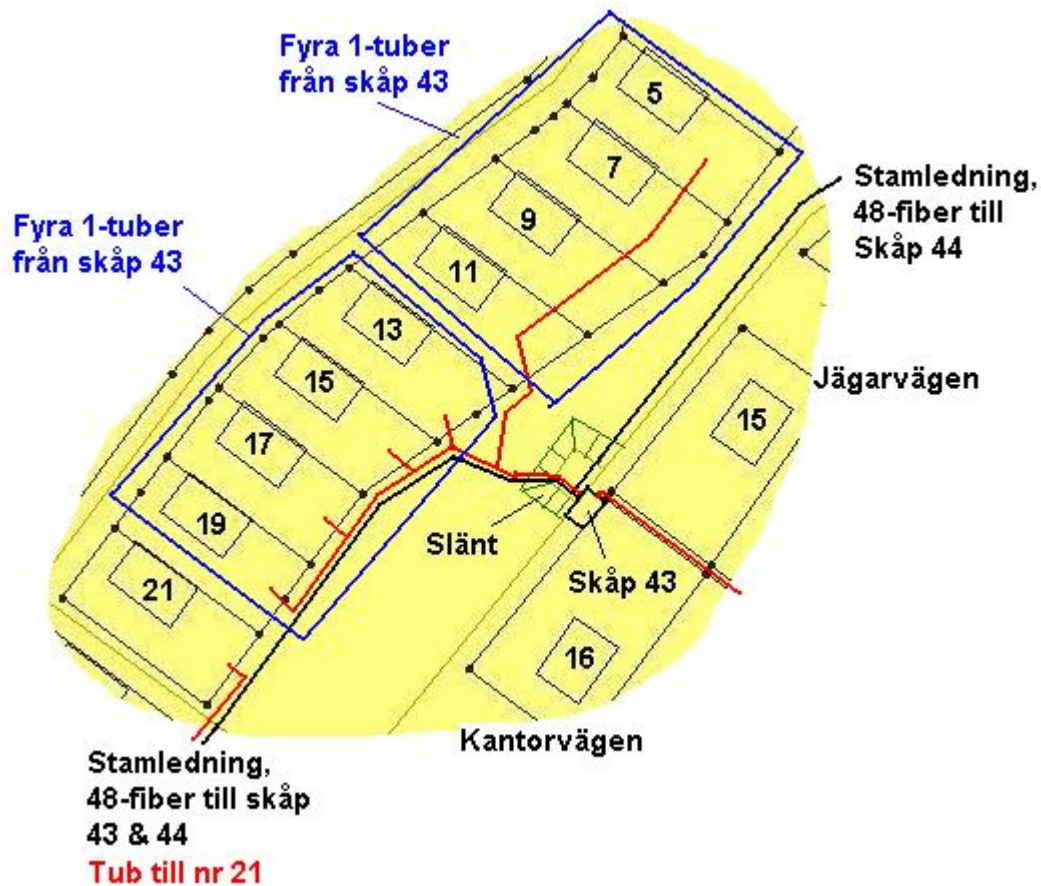 Fyra 1-tuber
från skåp 43
5
7
Stamledning,
48-fiber till
Skåp 44
9
Fyra 1-tuber
från skåp 43
11
13
15
Jägarvägen
15
17
19
Slänt
Skåp 43
21
16
Kantorvägen
Stamledning,
48-fiber till skåp
43 & 44
Tub till nr 21